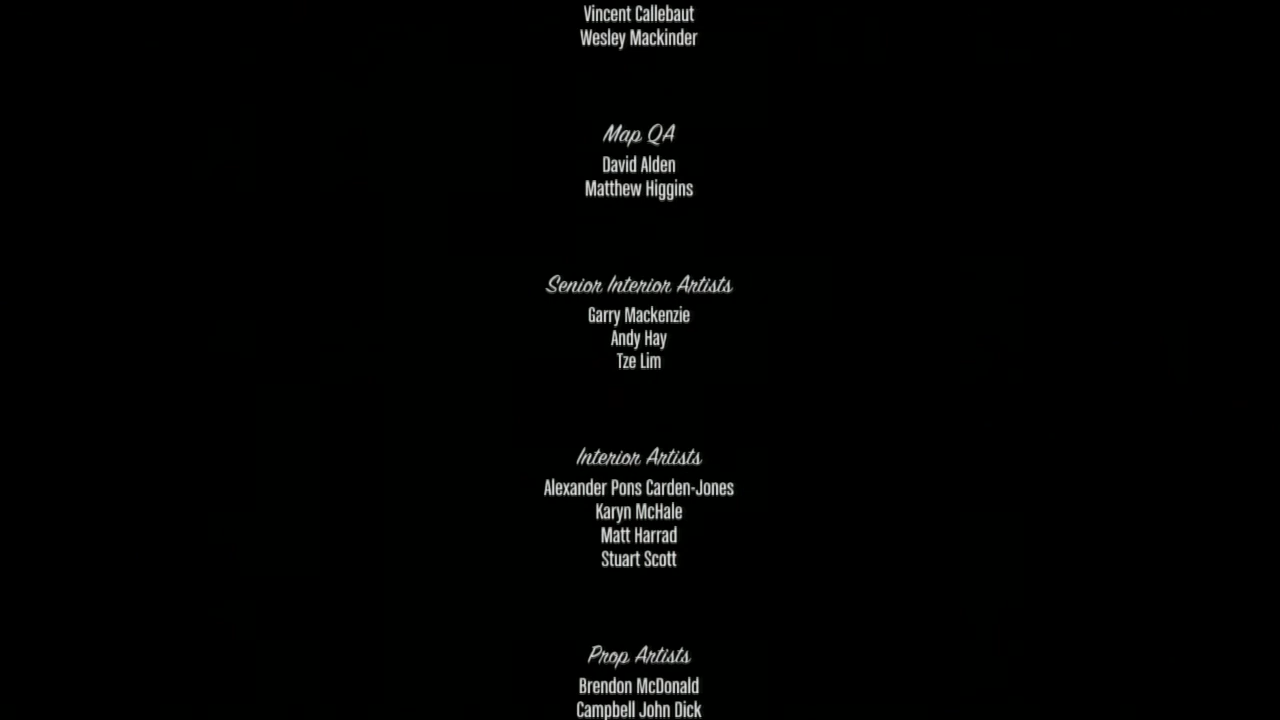 Vincent Callebaut
Wesley Mackinder
Map QA
David Alden
Matthew Higgins
Senior Interior Artists
Garry Mackenzie
Andy Hay
Tze Lim
Interior Artists
Alexander Pons Carden-Jones
Karyn McHale
Matt Harrad
Stuart Scott
Prop Artists
Brendon McDonald
Campbell John Dick